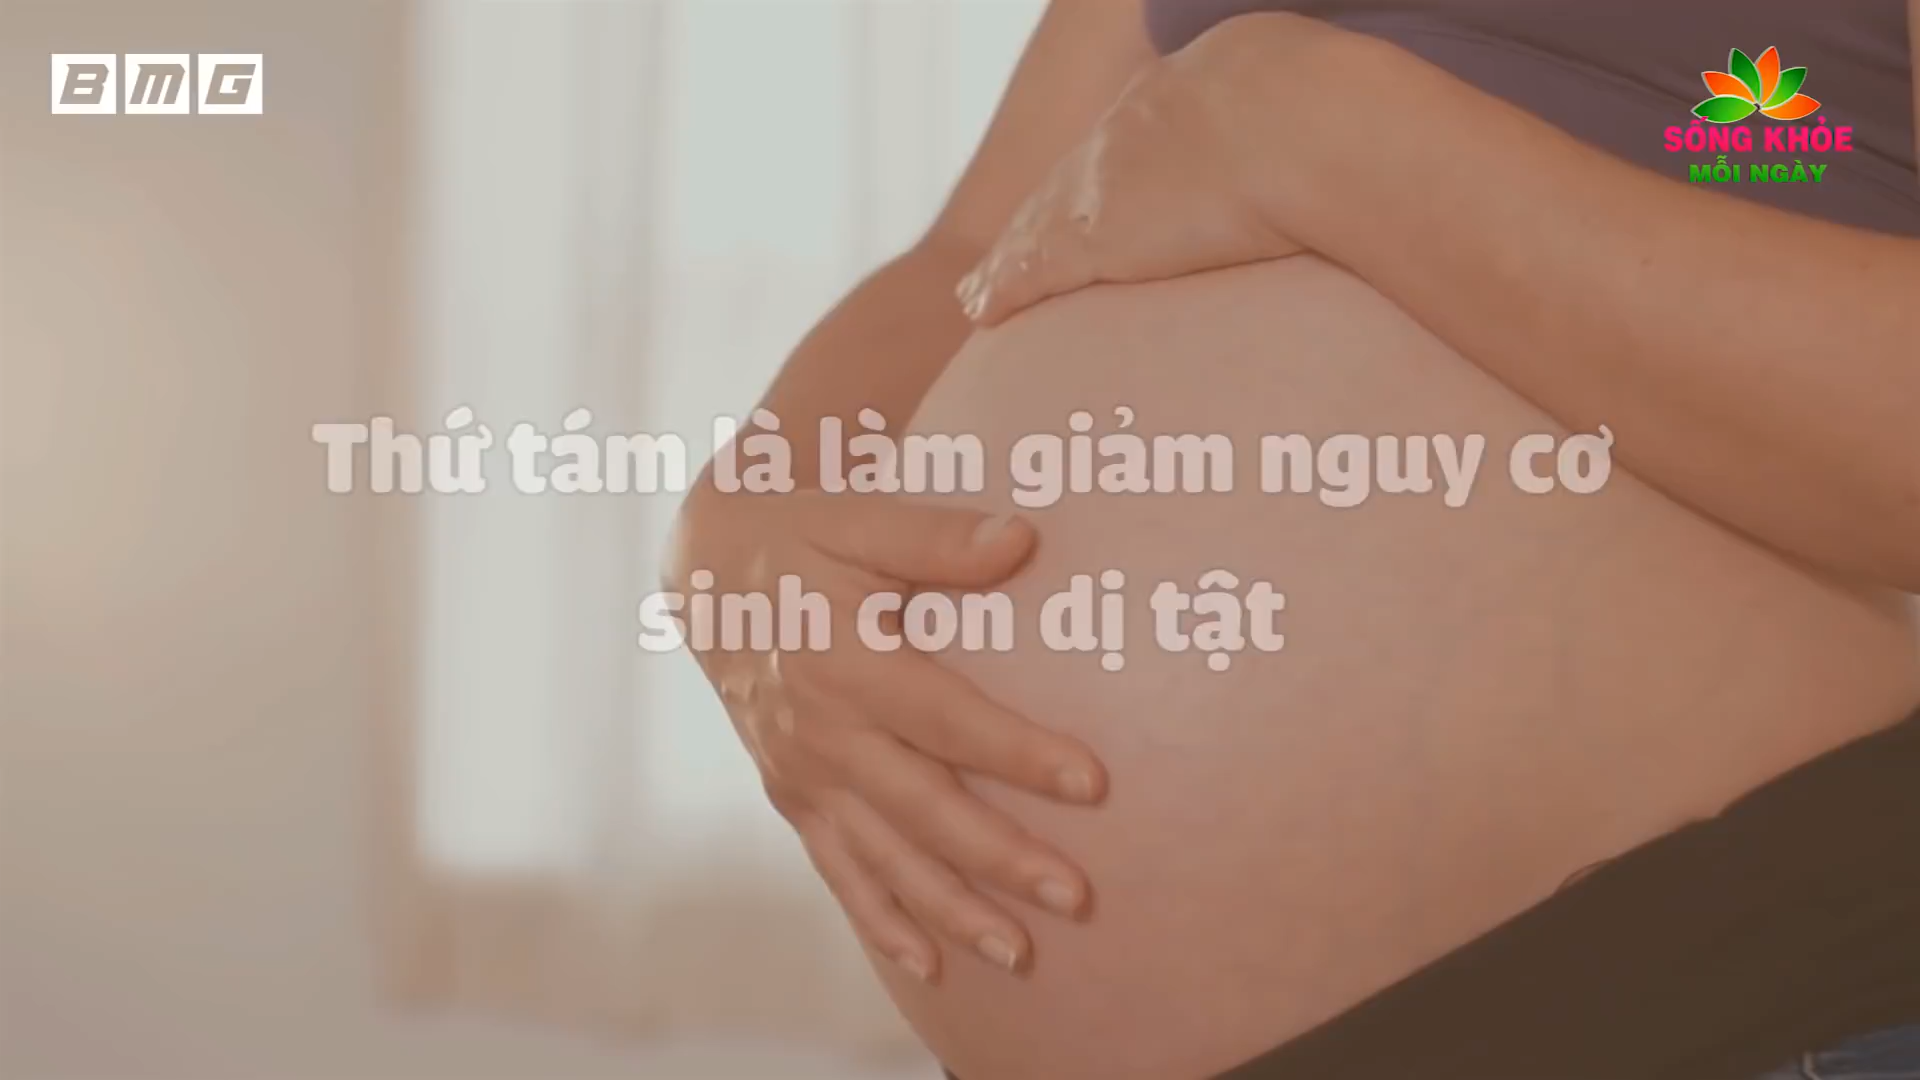 BMG
SỐNG KHỎE
MỖI NGÀY
Thứ tám là làm giảm nguy cơ
sinh con dị tật